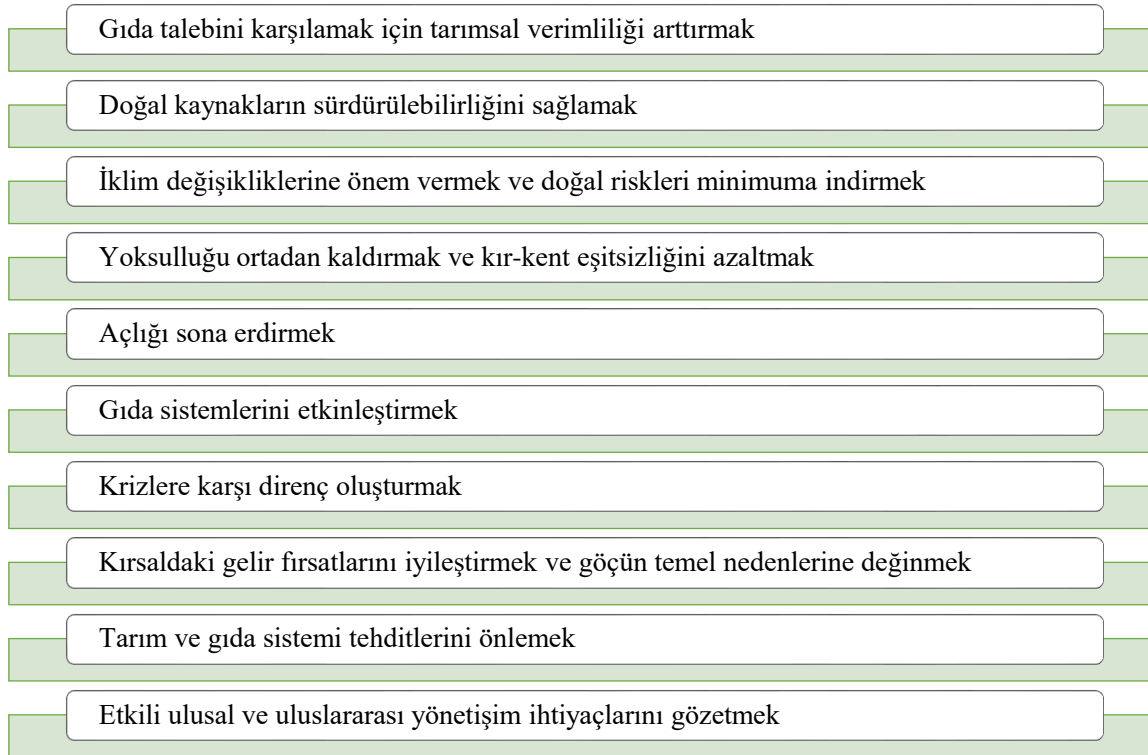 Gıda talebini karşılamak için tarımsal verimliliği arttırmak
Doğal kaynakların sürdürülebilirliğini sağlamak
İklim değişikliklerine önem vermek ve doğal riskleri minimuma indirmek
Yoksulluğu ortadan kaldırmak ve kır-kent eşitsizliğini azaltmak
Açlığı sona erdirmek
Gıda sistemlerini etkinleştirmek
Krizlere karşı direnç oluşturmak
Kırsaldaki gelir fırsatlarını iyileştirmek ve göçün temel nedenlerine değinmek
Tarım ve gıda sistemi tehditlerini önlemek
Etkili ulusal ve uluslararası yönetişim ihtiyaçlarını gözetmek